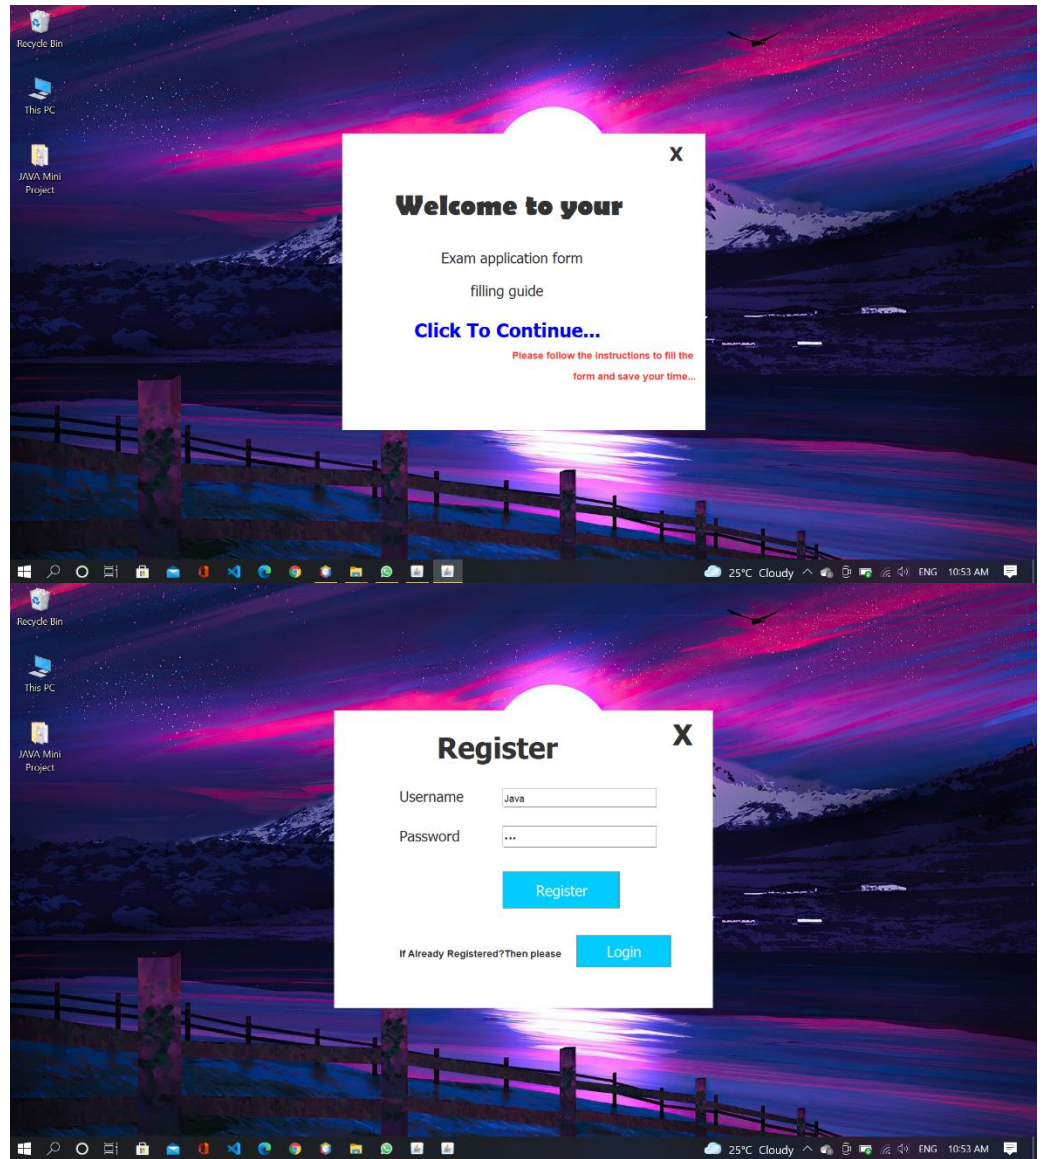 Recycle Bin
This PC
JAVA Mini
Project
X
Welcome to your
Exam application form
filling guide
Click To Continue...
Please follow the instructions to fill the
form and save your time...
25°C Cloudy ENG 10:53 AM
Recycle Bin
This PC
JAVA Mini
Project
Register X
Username Java
Password •••
Register
If Already Registered?Then please Login
25°C Cloudy ENG 10:53 AM